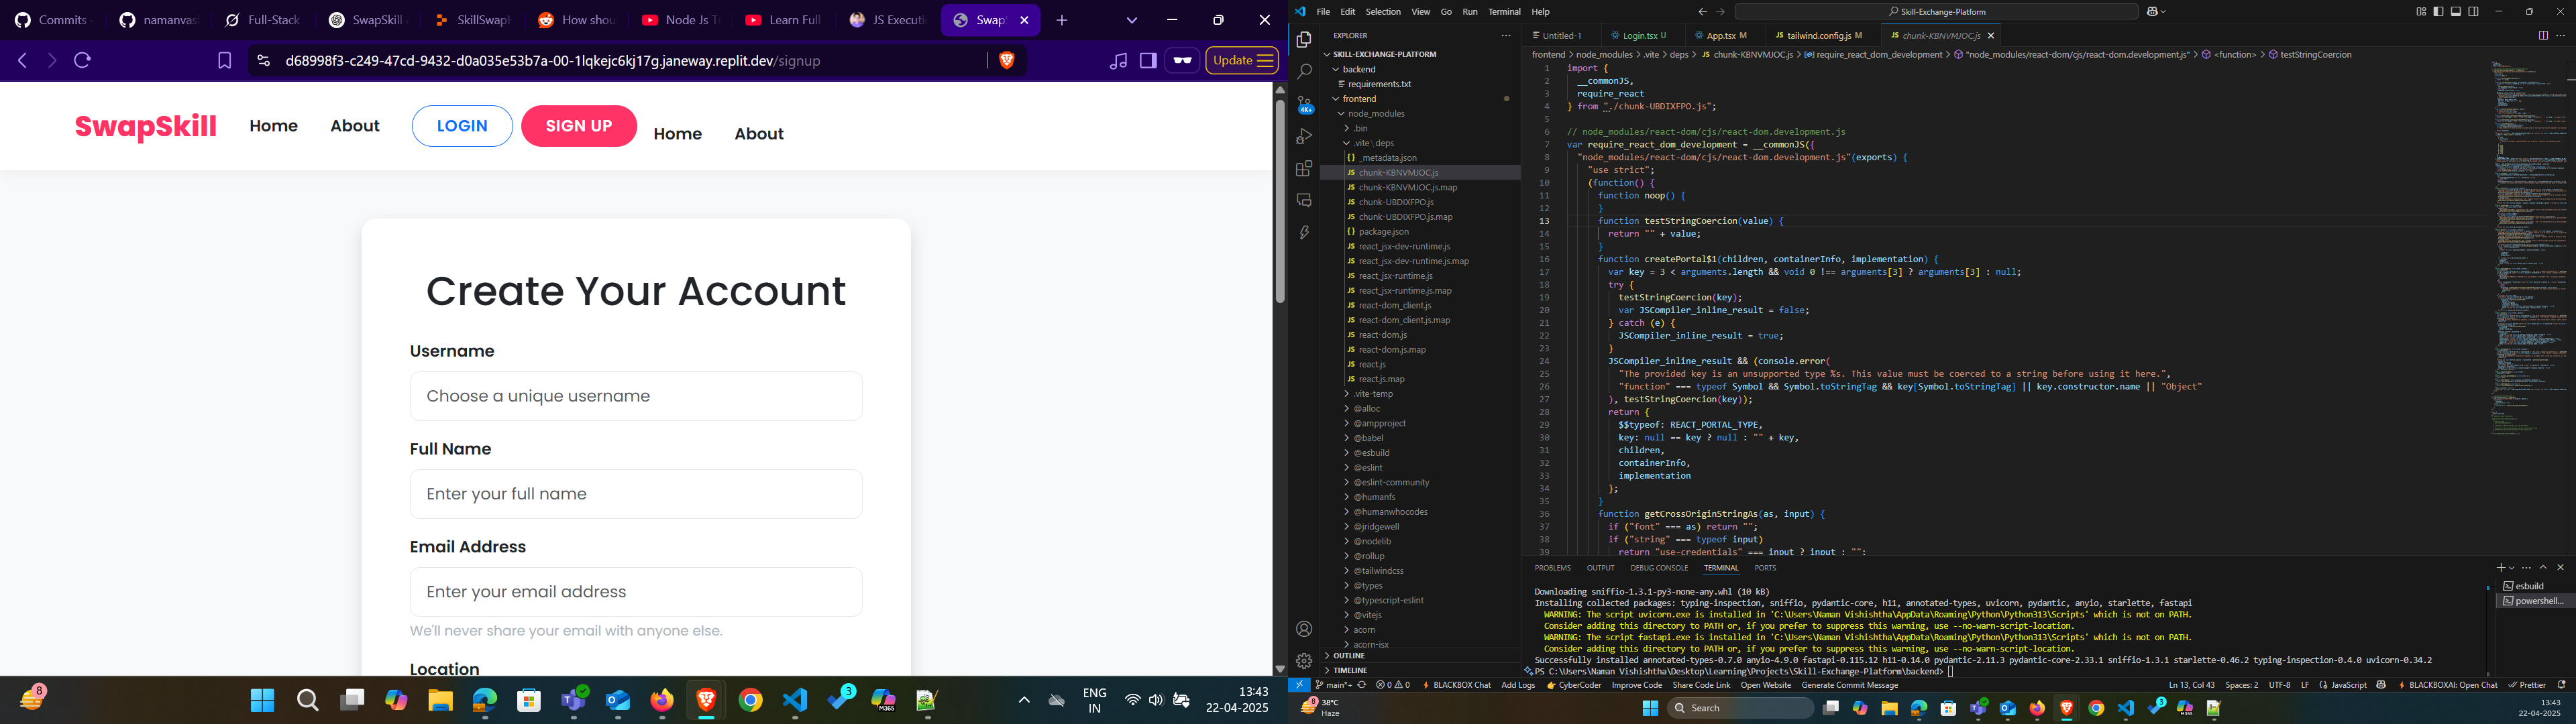 Commits -
namanvas
Full-Stack
SwapSkill
SkillSwapH
How shou
Node Js T
Learn Full
JS Executi
Swap
d68998f3-c249-47cd-9432-d0a035e53b7a-00-1lqkejc6kj17g.janeway.replit.dev/signup
Update
SwapSkill
Home
About
LOGIN
SIGN UP
Home
About
Create Your Account
Username
Choose a unique username
Full Name
Enter your full name
Email Address
Enter your email address
We'll never share your email with anyone else.
Location
8
3
ENG
IN
13:43
22-04-2025
File Edit Selection View Go Run Terminal Help
Skill-Exchange-Platform
EXPLORER
SKILL-EXCHANGE-PLATFORM
backend
requirements.txt
frontend
node_modules
.bin
.vite \ deps
_metadata.json
chunk-KBNVMJOC.js
chunk-KBNVMJOC.js.map
chunk-UBDIXFPO.js
chunk-UBDIXFPO.js.map
package.json
react_jsx-dev-runtime.js
react_jsx-dev-runtime.js.map
react_jsx-runtime.js
react_jsx-runtime.js.map
react-dom_client.js
react-dom_client.js.map
react-dom.js
react-dom.js.map
react.js
react.js.map
.vite-temp
@alloc
@ampproject
@babel
@esbuild
@eslint
@eslint-community
@humanfs
@humanwhocodes
@jridgewell
@nodelib
@rollup
@tailwindcss
@types
@typescript-eslint
@vitejs
acorn
acorn-jsx
OUTLINE
TIMELINE
4K+
Untitled-1
Login.tsx U
App.tsx M
tailwind.config.js M
chunk-KBNVMJOC.js
frontend > node_modules > .vite > deps > JS chunk-KBNVMJOC.js > require_react_dom_development > "node_modules/react-dom/cjs/react-dom.development.js" > <function> > testStringCoercion
1 import {
2 __commonJS,
3 require_react
4 } from "./chunk-UBDIXFPO.js";
5
6 // node_modules/react-dom/cjs/react-dom.development.js
7 var require_react_dom_development = __commonJS({
8 "node_modules/react-dom/cjs/react-dom.development.js"(exports) {
9 "use strict";
10 (function() {
11 function noop() {
12 }
13 function testStringCoercion(value) {
14 return "" + value;
15 }
16 function createPortal$1(children, containerInfo, implementation) {
17 var key = 3 < arguments.length && void 0 !== arguments[3] ? arguments[3] : null;
18 try {
19 testStringCoercion(key);
20 var JSCompiler_inline_result = false;
21 } catch (e) {
22 JSCompiler_inline_result = true;
23 }
24 JSCompiler_inline_result && (console.error(
25 "The provided key is an unsupported type %s. This value must be coerced to a string before using it here.",
26 "function" === typeof Symbol && Symbol.toStringTag && key[Symbol.toStringTag] || key.constructor.name || "Object"
27 ), testStringCoercion(key));
28 return {
29 $$typeof: REACT_PORTAL_TYPE,
30 key: null == key ? null : "" + key,
31 children,
32 containerInfo,
33 implementation
34 };
35 }
36 function getCrossOriginStringAs(as, input) {
37 if ("font" === as) return "";
38 if ("string" === typeof input)
39 return "use-credentials" === input ? input : "";
PROBLEMS OUTPUT DEBUG CONSOLE TERMINAL PORTS
Downloading sniffio-1.3.1-py3-none-any.whl (10 kB)
Installing collected packages: typing-inspection, sniffio, pydantic-core, h11, annotated-types, uvicorn, pydantic, anyio, starlette, fastapi
WARNING: The script uvicorn.exe is installed in 'C:\Users\Naman Vishishtha\AppData\Roaming\Python\Python313\Scripts' which is not on PATH.
Consider adding this directory to PATH or, if you prefer to suppress this warning, use --no-warn-script-location.
WARNING: The script fastapi.exe is installed in 'C:\Users\Naman Vishishtha\AppData\Roaming\Python\Python313\Scripts' which is not on PATH.
Consider adding this directory to PATH or, if you prefer to suppress this warning, use --no-warn-script-location.
Successfully installed annotated-types-0.7.0 anyio-4.9.0 fastapi-0.115.12 h11-0.14.0 pydantic-2.11.3 pydantic-core-2.33.1 sniffio-1.3.1 starlette-0.46.2 typing-inspection-0.4.0 uvicorn-0.34.2
PS C:\Users\Naman Vishishtha\Desktop\Learning\Projects\Skill-Exchange-Platform\backend>
esbuild
powershell...
main*+ 0 0 BLACKBOX Chat Add Logs CyberCoder Improve Code Share Code Link Open Website Generate Commit Message
Ln 13, Col 43 Spaces: 2 UTF-8 LF JavaScript BLACKBOXAI: Open Chat Prettier
38°C
Haze
Search
13:43
22-04-2025